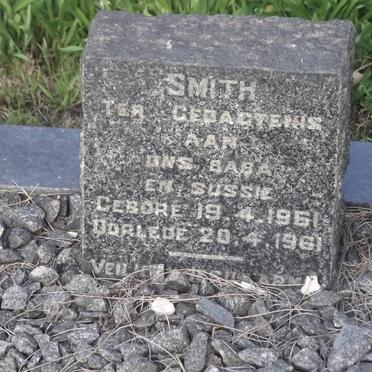 SMITH
TER GEDAGTENIS
AAN
ONS BABA
EN SUSSIE
GEBORE 19.4.1961
OORLEDE 20.4.1961